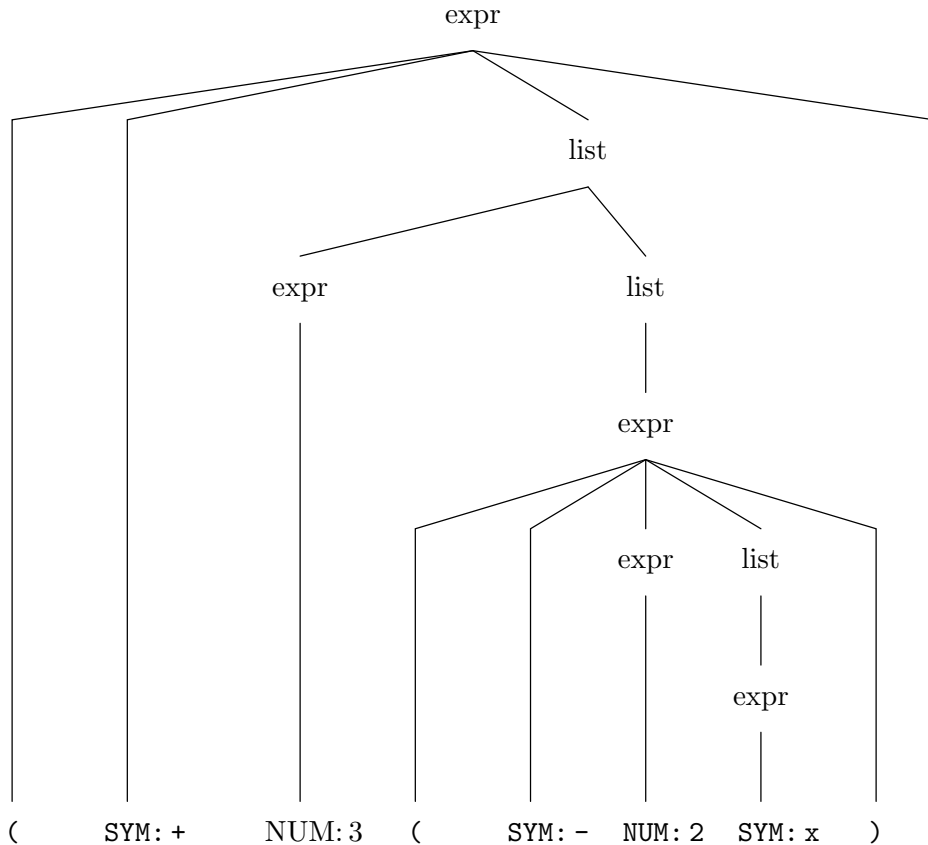 expr
list
expr list
expr
expr list
expr
( SYM:+ NUM:3 ( SYM:- NUM:2 SYM:x )